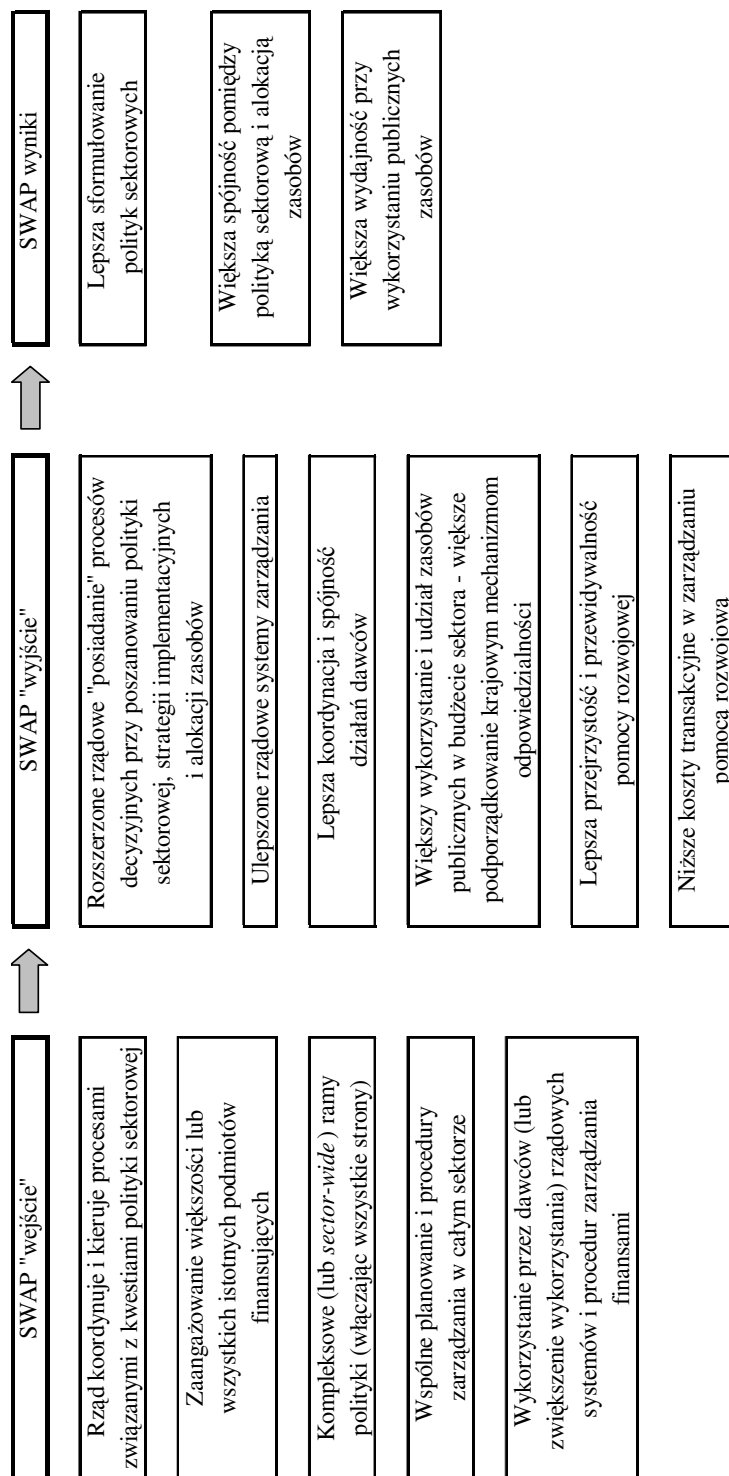 SWAP "wejście"
Rząd koordynuje i kieruje procesami
związanymi z kwestiami polityki sektorowej
Zaangażowanie większości lub
wszystkich istotnych podmiotów
finansujących
Kompleksowe (lub sector-wide) ramy
polityki (włączając wszystkie strony)
Wspólne planowanie i procedury
zarządzania w całym sektorze
Wykorzystanie przez dawców (lub
zwiększenie wykorzystania) rządowych
systemów i procedur zarządzania
finansami
SWAP "wyjście"
Rozszerzone rządowe "posiadanie" procesów
decyzyjnych przy poszanowaniu polityki
sektorowej, strategii implementacyjnych
i alokacji zasobów
Ulepszone rządowe systemy zarządzania
Lepsza koordynacja i spójność
działań dawców
Większy wykorzystanie i udział zasobów
publicznych w budżecie sektora - większe
podporządkowanie krajowym mechanizmom
odpowiedzialności
Lepsza przejrzystość i przewidywalność
pomocy rozwojowej
Niższe koszty transakcyjne w zarządzaniu
pomocą rozwojową
SWAP wyniki
Lepsza sformułowanie
polityk sektorowych
Większa spójność pomiędzy
polityką sektorową i alokacją
zasobów
Większa wydajność przy
wykorzystaniu publicznych
zasobów